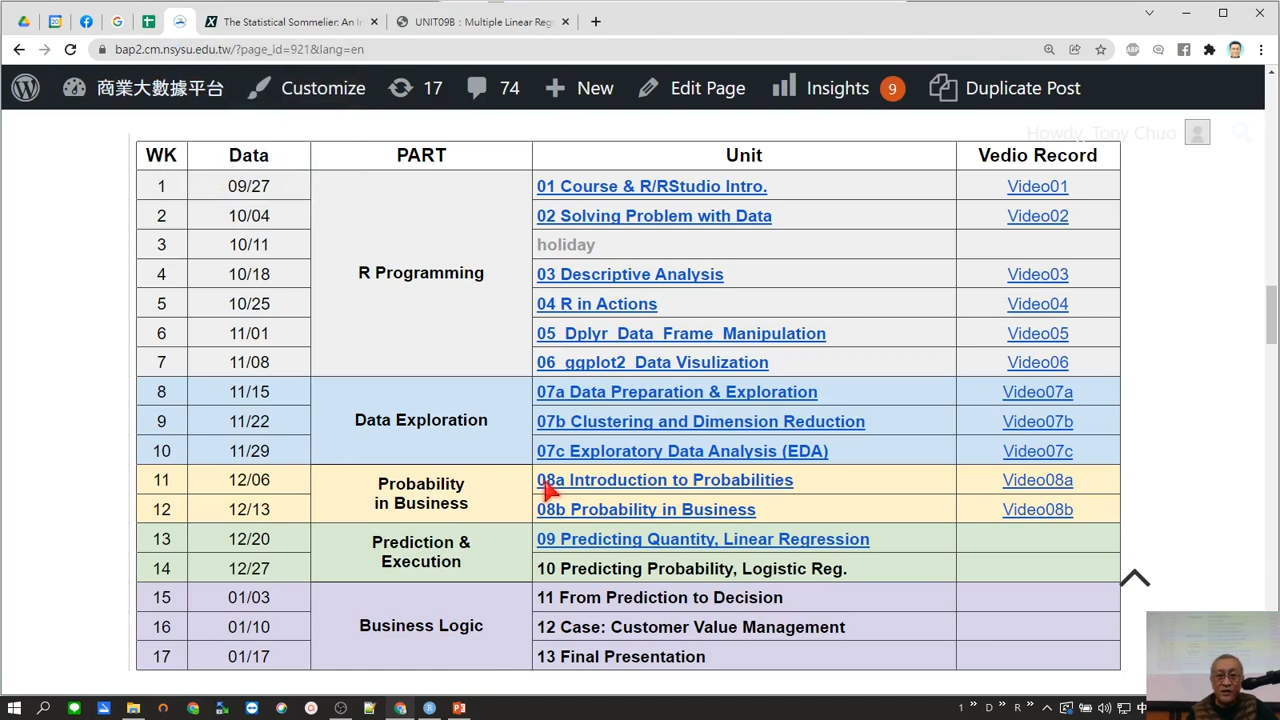 The Statistical Sommelier: An In
UNIT09B : Multiple Linear Regr
bap2.cm.nsysu.edu.tw/?page_id=921&lang=en
商業大數據平台 Customize 17 74 New Edit Page Insights 9 Duplicate Post
Howdy, Tony Chuo
WK Data PART Unit Vedio Record
1 09/27 01 Course & R/RStudio Intro. Video01
2 10/04 02 Solving Problem with Data Video02
3 10/11 holiday
R Programming
4 10/18 03 Descriptive Analysis Video03
5 10/25 04 R in Actions Video04
6 11/01 05_Dplyr_Data_Frame_Manipulation Video05
7 11/08 06_ggplot2_Data Visulization Video06
8 11/15 07a Data Preparation & Exploration Video07a
9 11/22 Data Exploration 07b Clustering and Dimension Reduction Video07b
10 11/29 07c Exploratory Data Analysis (EDA) Video07c
11 12/06 Probability 08a Introduction to Probabilities Video08a
12 12/13 in Business 08b Probability in Business Video08b
13 12/20 Prediction & 09 Predicting Quantity, Linear Regression
14 12/27 Execution 10 Predicting Probability, Logistic Reg.
15 01/03 11 From Prediction to Decision
16 01/10 Business Logic 12 Case: Customer Value Management
17 01/17 13 Final Presentation
1 » D » R » 中